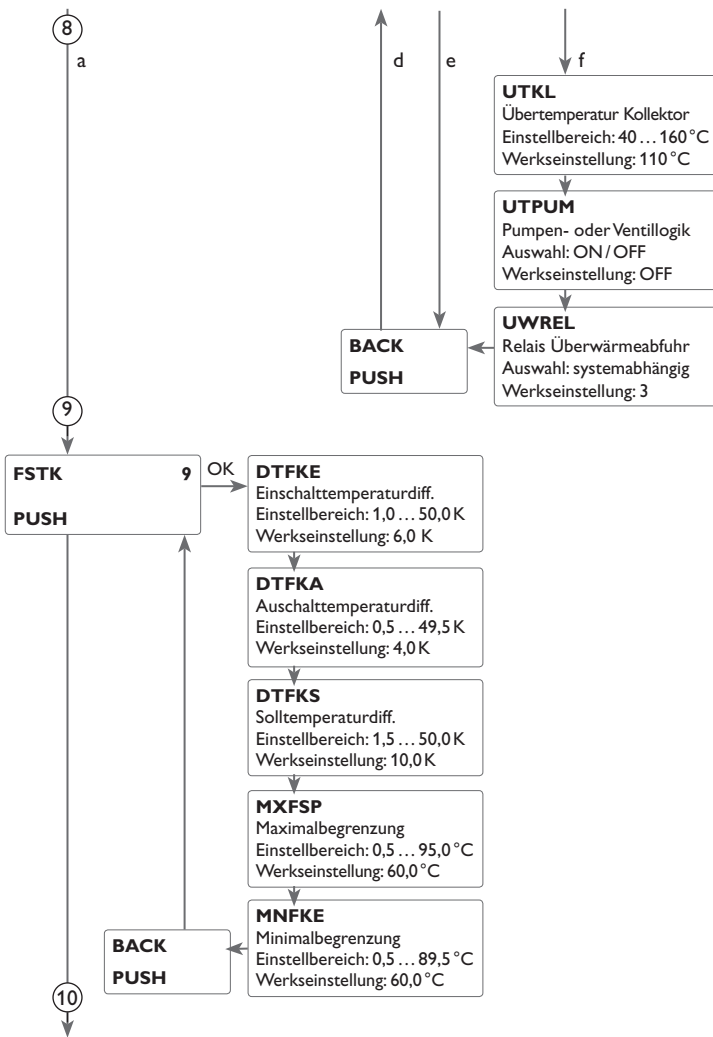 8
a
d
e
f
UTKL
Übertemperatur Kollektor
Einstellbereich: 40 … 160 °C
Werkseinstellung: 110 °C
UTPUM
Pumpen- oder Ventillogik
Auswahl: ON / OFF
Werkseinstellung: OFF
UWREL
Relais Überwärmeabfuhr
Auswahl: systemabhängig
Werkseinstellung: 3
BACK
PUSH
9
FSTK 9
PUSH
OK
DTFKE
Einschalttemperaturdiff.
Einstellbereich: 1,0 … 50,0 K
Werkseinstellung: 6,0 K
DTFKA
Auschalttemperaturdiff.
Einstellbereich: 0,5 … 49,5 K
Werkseinstellung: 4,0 K
DTFKS
Solltemperaturdiff.
Einstellbereich: 1,5 … 50,0 K
Werkseinstellung: 10,0 K
MXFSP
Maximalbegrenzung
Einstellbereich: 0,5 … 95,0 °C
Werkseinstellung: 60,0 °C
MNFKE
Minimalbegrenzung
Einstellbereich: 0,5 … 89,5 °C
Werkseinstellung: 60,0 °C
BACK
PUSH
10